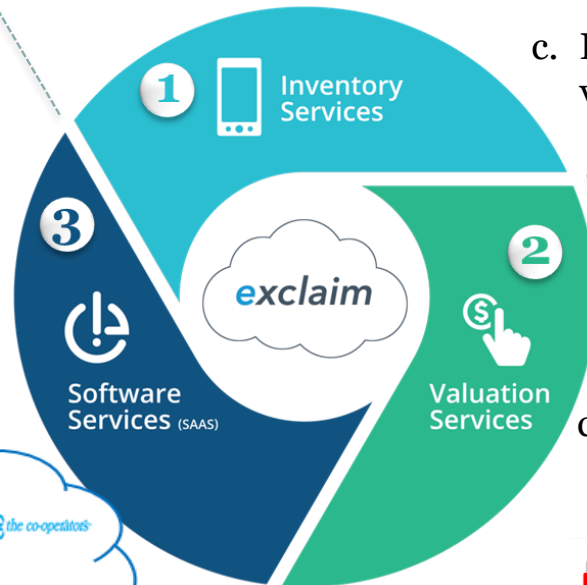 c.
1
Inventory
Services
3
2
exclaim
$
Software
Services (SAAS)
Valuation
Services
the co-operators